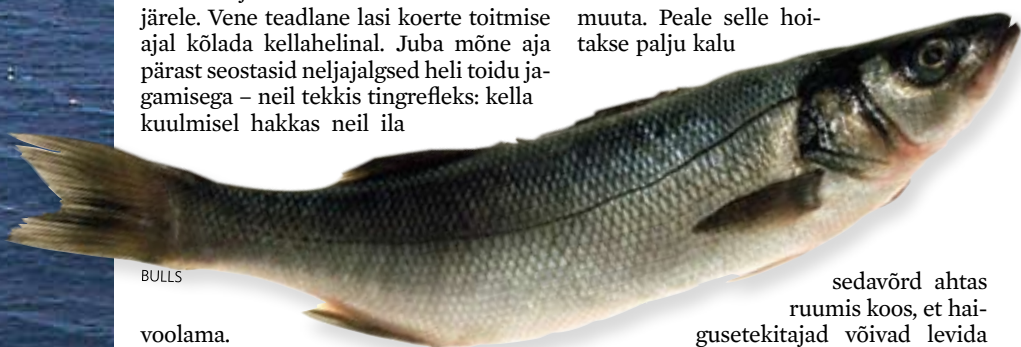 järele. Vene teadlane lasi koerte toitmise
ajal kõlada kellahelinal. Juba mõne aja
pärast seostasid neljajalgsed heli toidu ja-
gamisega – neil tekkis tingrefleks: kella
kuulmisel hakkas neil ila
voolama.
BULLS
muuta. Peale selle hoi-
takse palju kalu
sedavõrd ahtas
ruumis koos, et hai-
gusetekitajad võivad levida